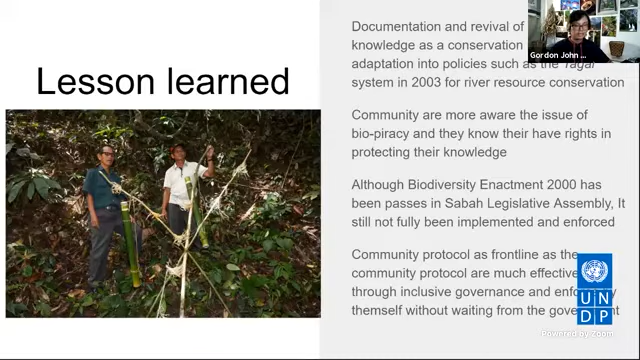 Lesson learned
Documentation and revival of
knowledge as a conservation
adaptation into policies such as the Tagal
system in 2003 for river resource conservation
Community are more aware the issue of
bio-piracy and they know their have rights in
protecting their knowledge
Although Biodiversity Enactment 2000 has
been passes in Sabah Legislative Assembly, It
still not fully been implemented and enforced
Community protocol as frontline as the
community protocol are much effective
through inclusive governance and
themself without waiting from the
Gordon John ...
U N
D P
Powered by zoom